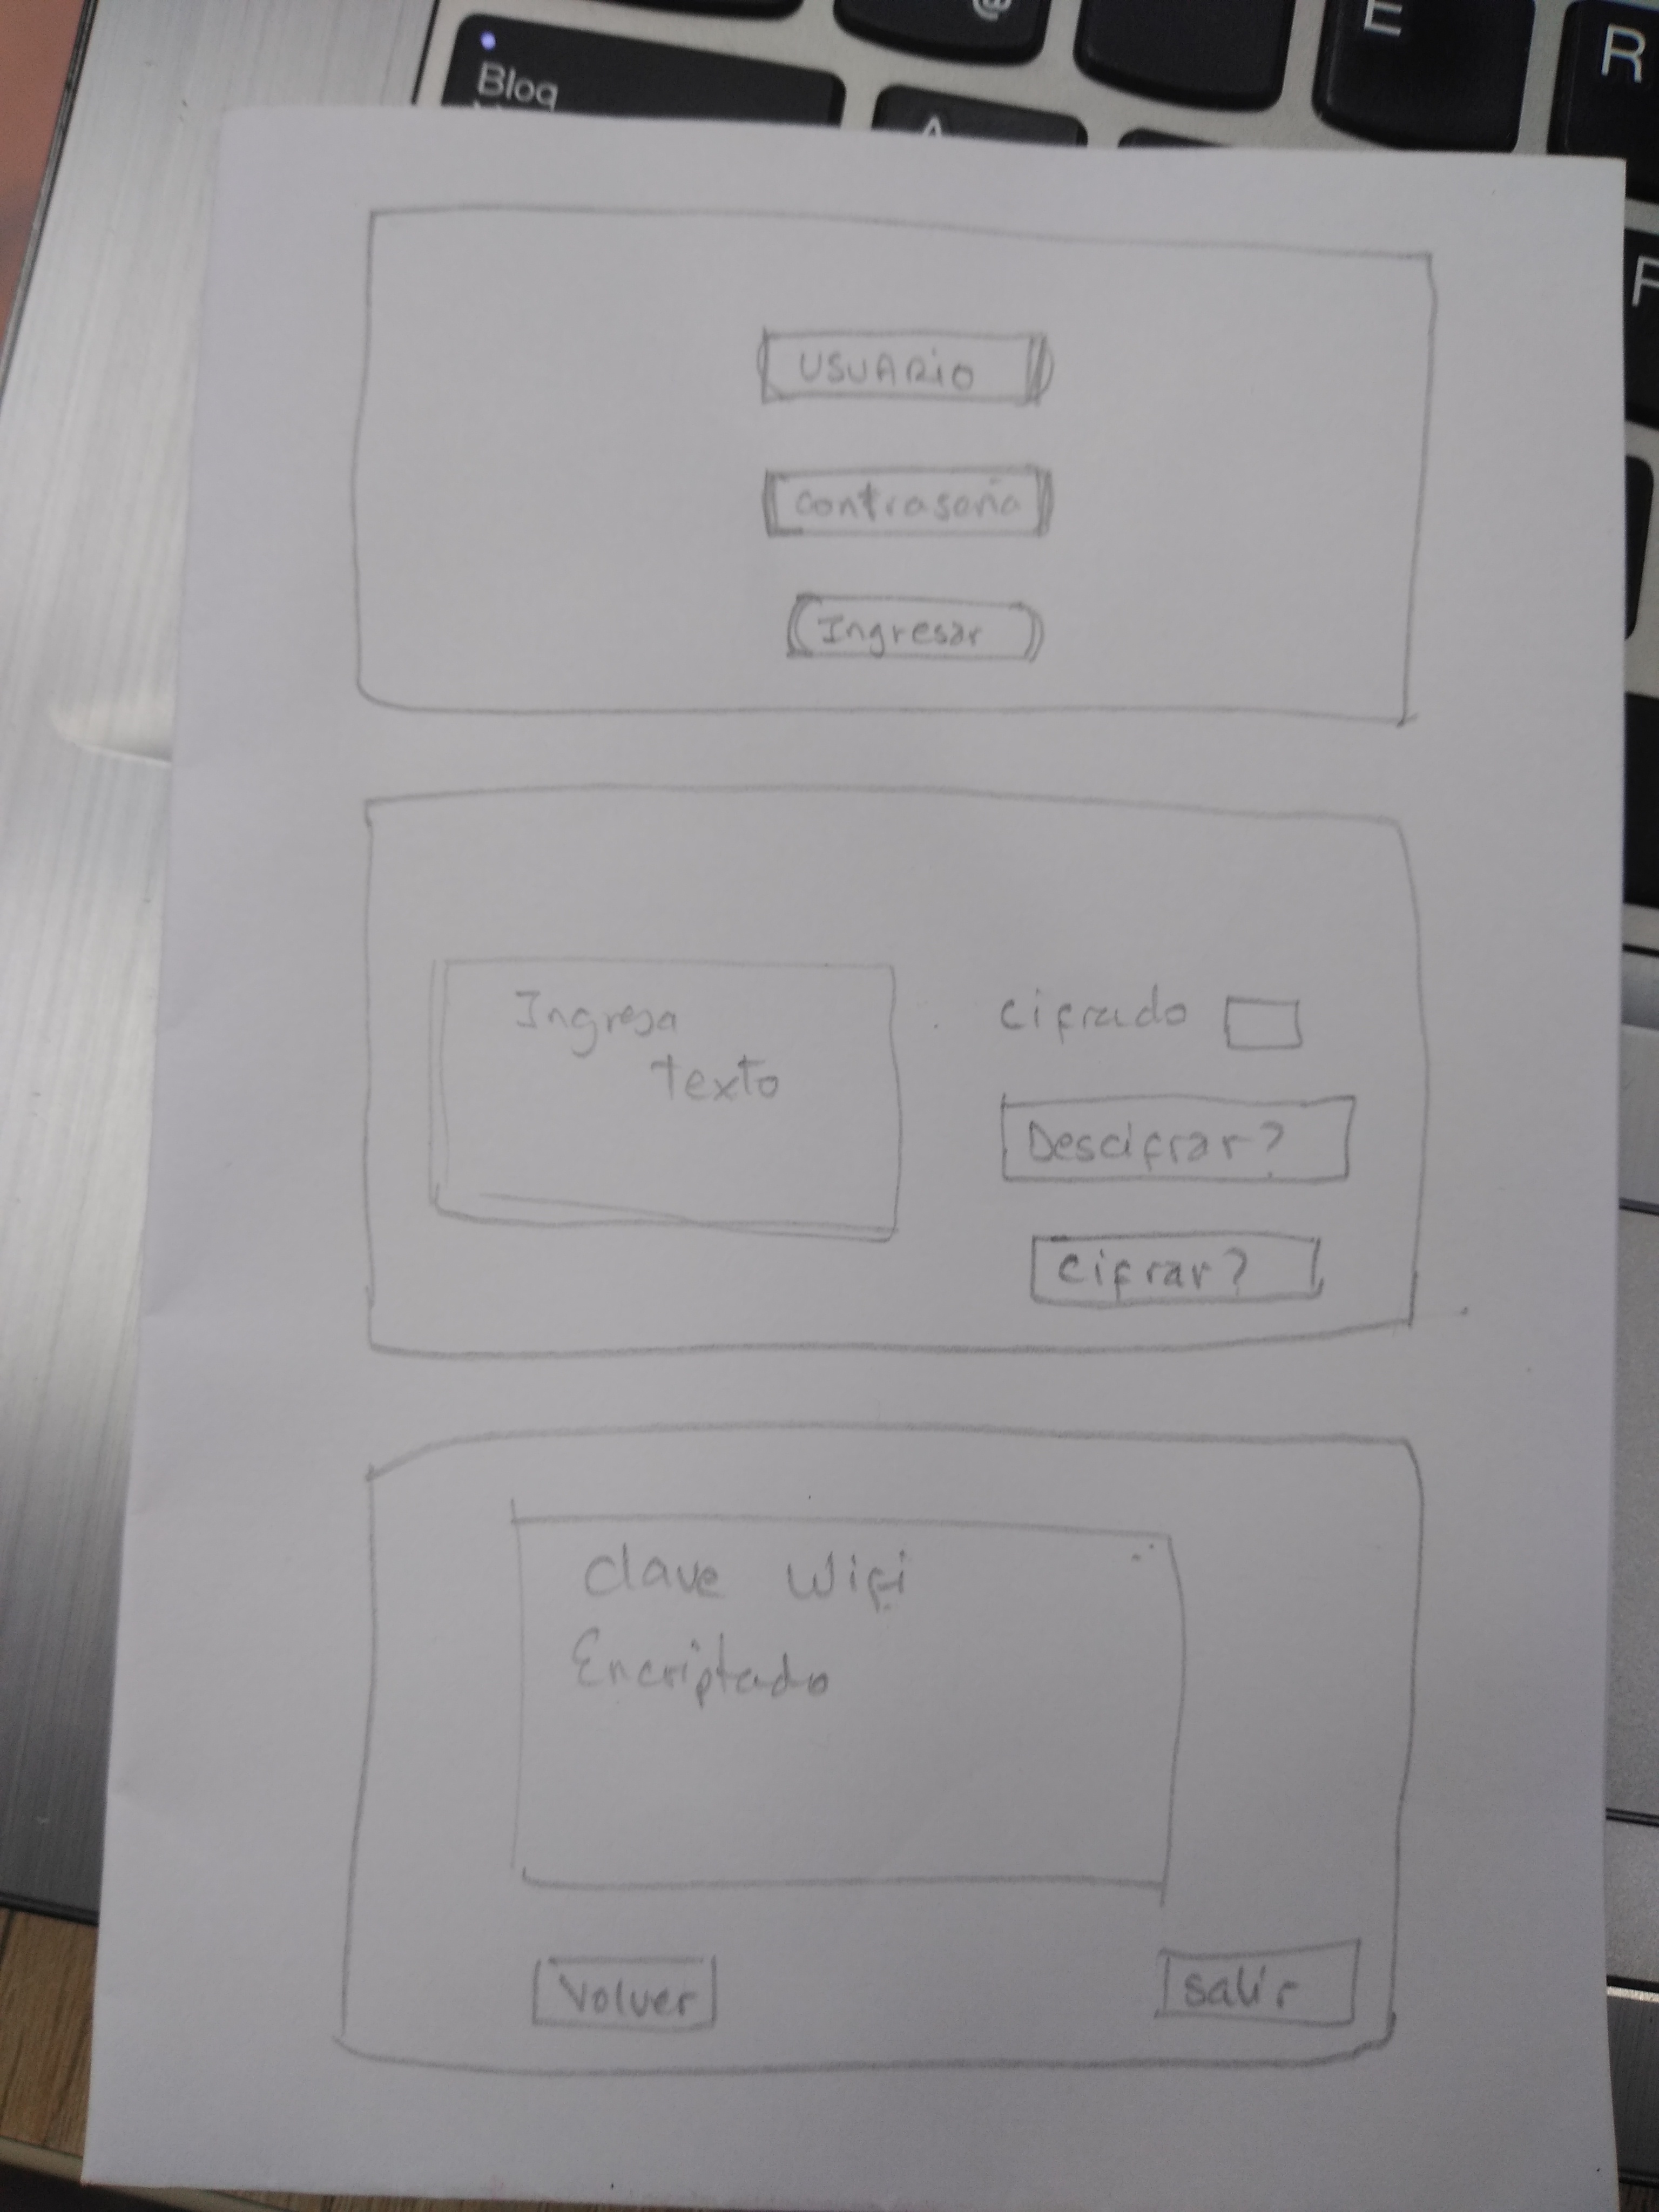 @
E
R
Bloq
A
F
USUARio
contraseña
Ingresar
Ingresa
texto
cifrado
Descifrar?
cifrar?
clave Wifi
Encriptado
Volver
salir